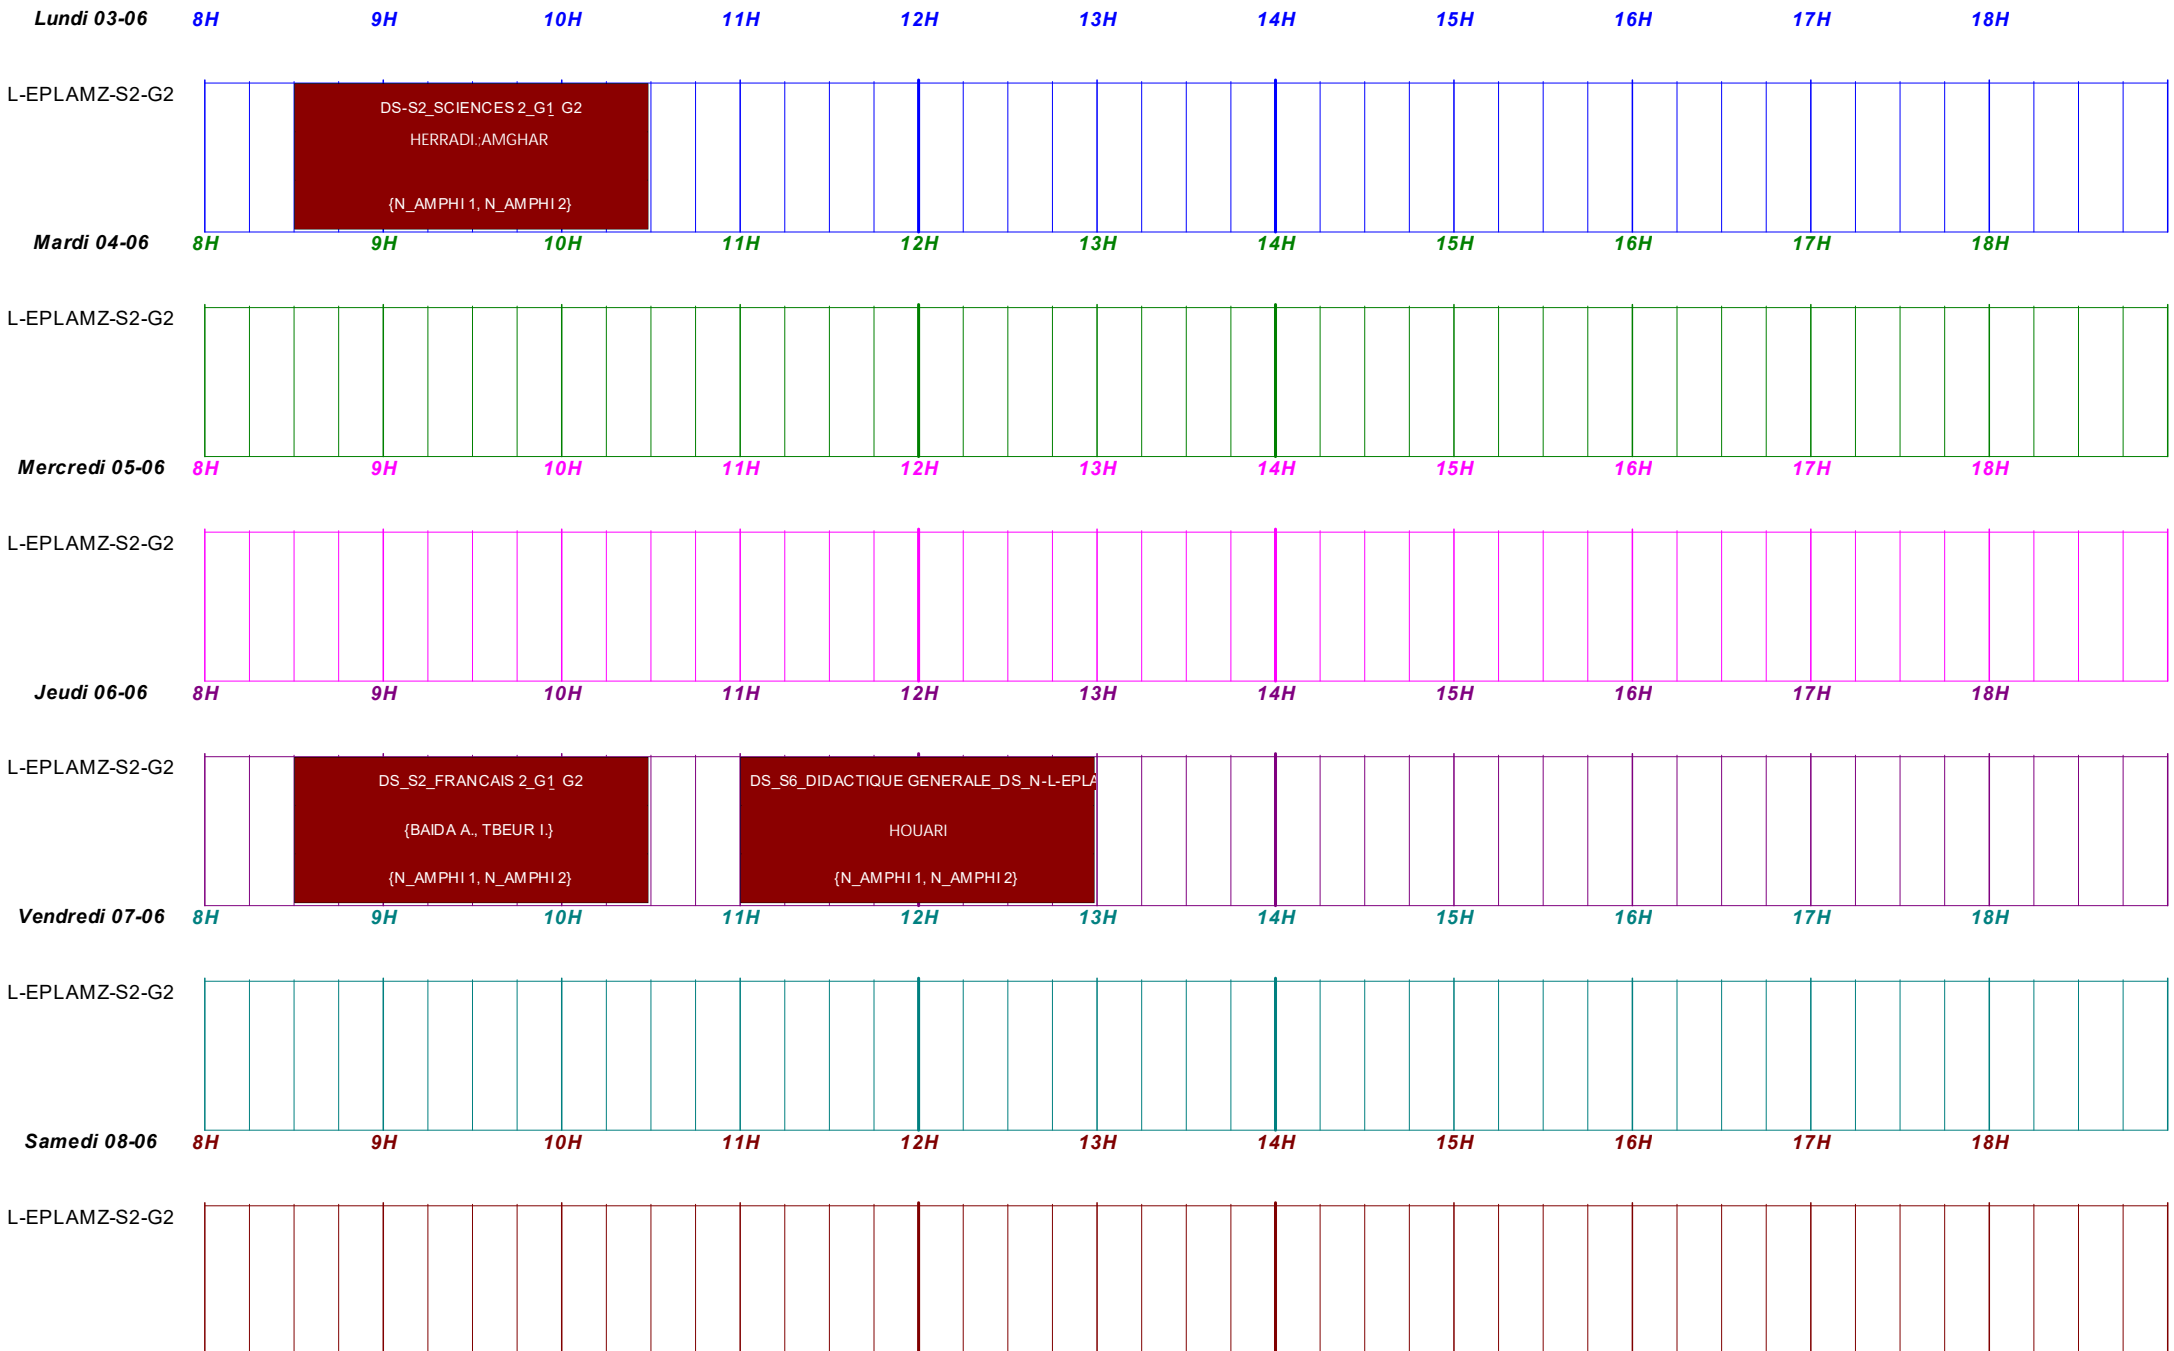 Lundi 03-06 8H 9H 10H 11H 12H 13H 14H 15H 16H 17H 18H
L-EPLAMZ-S2-G2
DS-S2_SCIENCES 2_G1_G2
HERRADI.;AMGHAR
{N_AMPHI 1, N_AMPHI 2}
Mardi 04-06 8H 9H 10H 11H 12H 13H 14H 15H 16H 17H 18H
L-EPLAMZ-S2-G2
Mercredi 05-06 8H 9H 10H 11H 12H 13H 14H 15H 16H 17H 18H
L-EPLAMZ-S2-G2
Jeudi 06-06 8H 9H 10H 11H 12H 13H 14H 15H 16H 17H 18H
L-EPLAMZ-S2-G2
DS_S2_FRANCAIS 2_G1_G2
{BAIDA A., TBEUR I.}
{N_AMPHI 1, N_AMPHI 2}
DS_S6_DIDACTIQUE GENERALE_DS_N-L-EPLA
HOUARI
{N_AMPHI 1, N_AMPHI 2}
Vendredi 07-06 8H 9H 10H 11H 12H 13H 14H 15H 16H 17H 18H
L-EPLAMZ-S2-G2
Samedi 08-06 8H 9H 10H 11H 12H 13H 14H 15H 16H 17H 18H
L-EPLAMZ-S2-G2